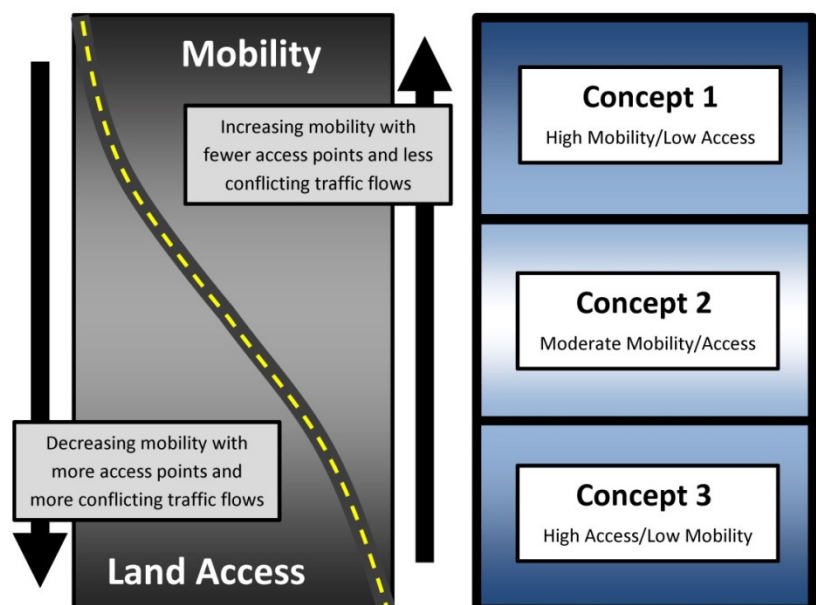 Mobility
Increasing mobility with
fewer access points and less
conflicting traffic flows
Decreasing mobility with
more access points and
more conflicting traffic flows
Land Access
Concept 1
High Mobility/Low Access
Concept 2
Moderate Mobility/Access
Concept 3
High Access/Low Mobility